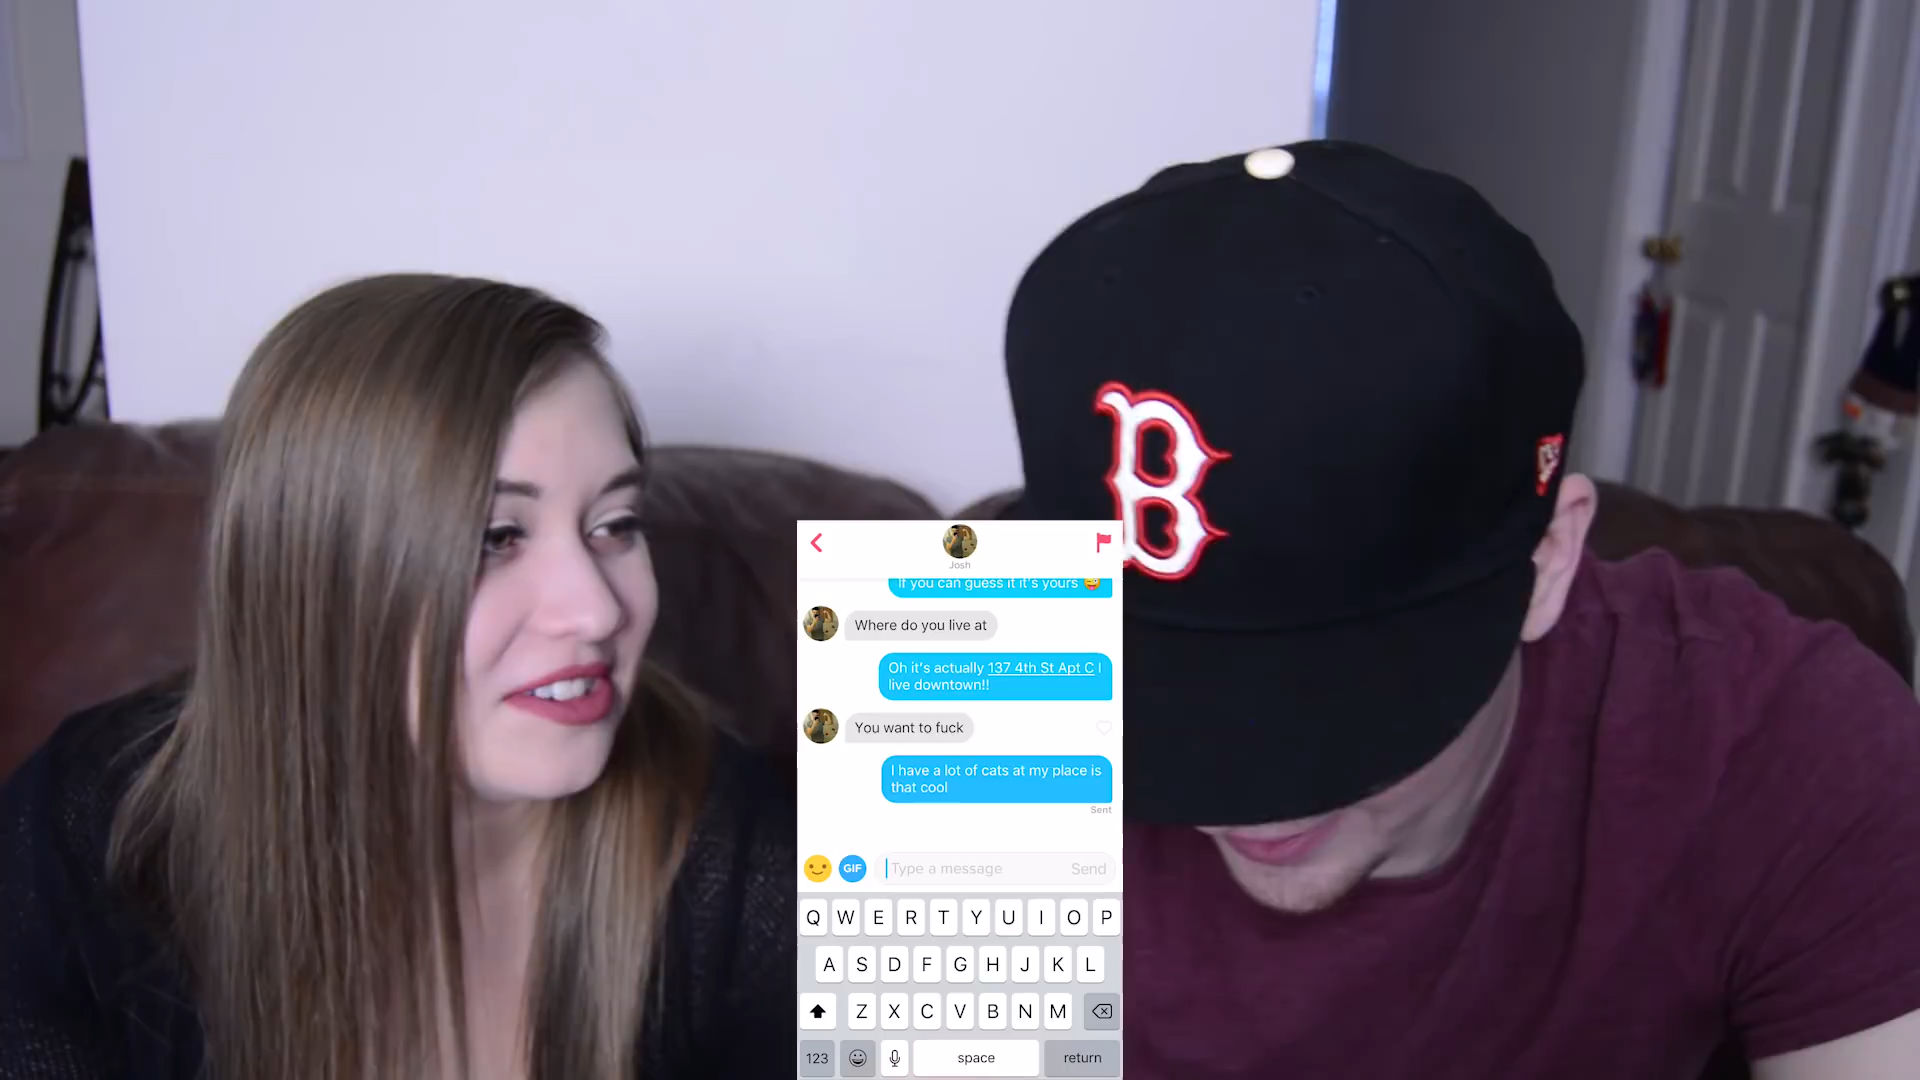 B
Josh
If you can guess it it's yours 😜
Where do you live at
Oh it's actually 137 4th St Apt C I
live downtown!!
You want to fuck
I have a lot of cats at my place is
that cool
Sent
GIF
Type a message
Send
Q W E R T Y U I O P
A S D F G H J K L
Z X C V B N M
123
space
return